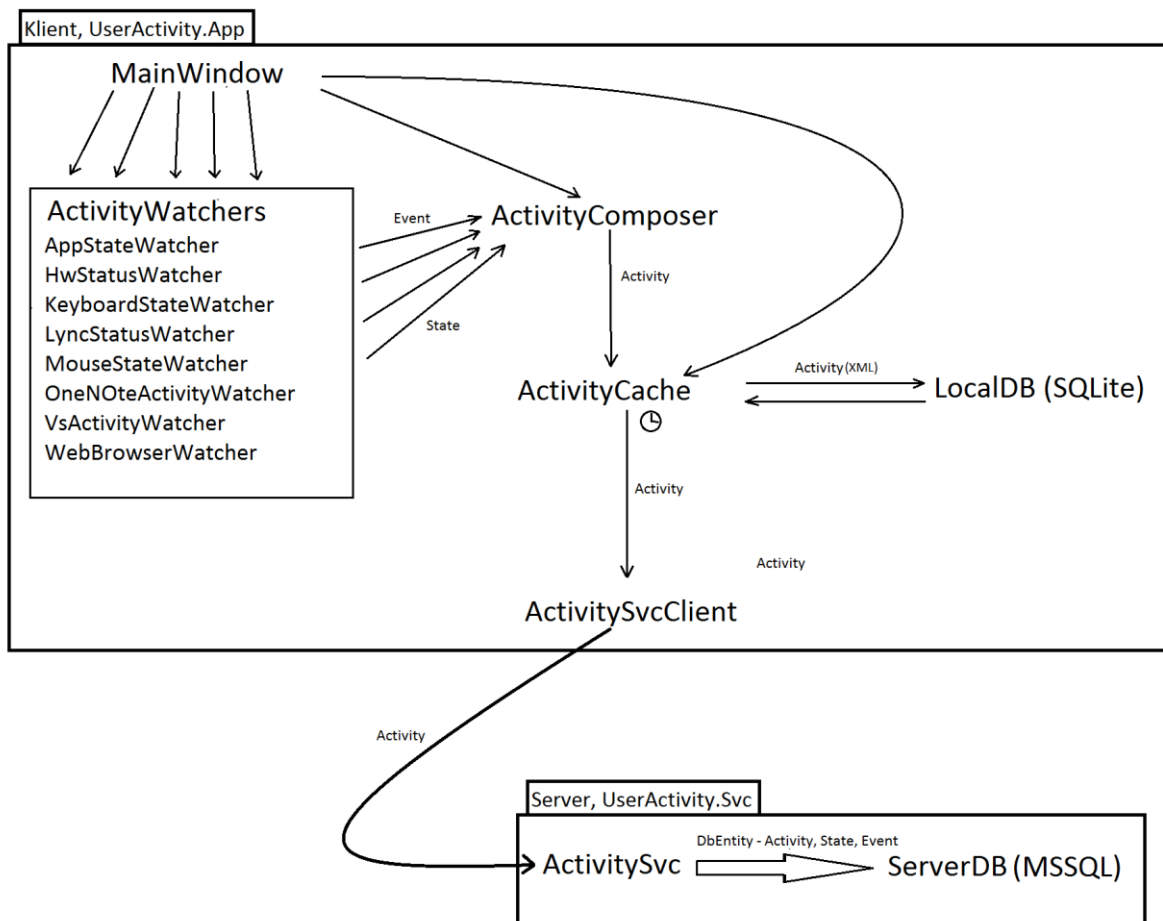 Klient, UserActivity.App
MainWindow
ActivityWatchers
AppStateWatcher
HwStatusWatcher
KeyboardStateWatcher
LyncStatusWatcher
MouseStateWatcher
OneNOteActivityWatcher
VsActivityWatcher
WebBrowserWatcher
Event
State
ActivityComposer
Activity
ActivityCache
Activity(XML)
LocalDB (SQLite)
Activity
Activity
ActivitySvcClient
Activity
Server, UserActivity.Svc
ActivitySvc
DbEntity - Activity, State, Event
ServerDB (MSSQL)